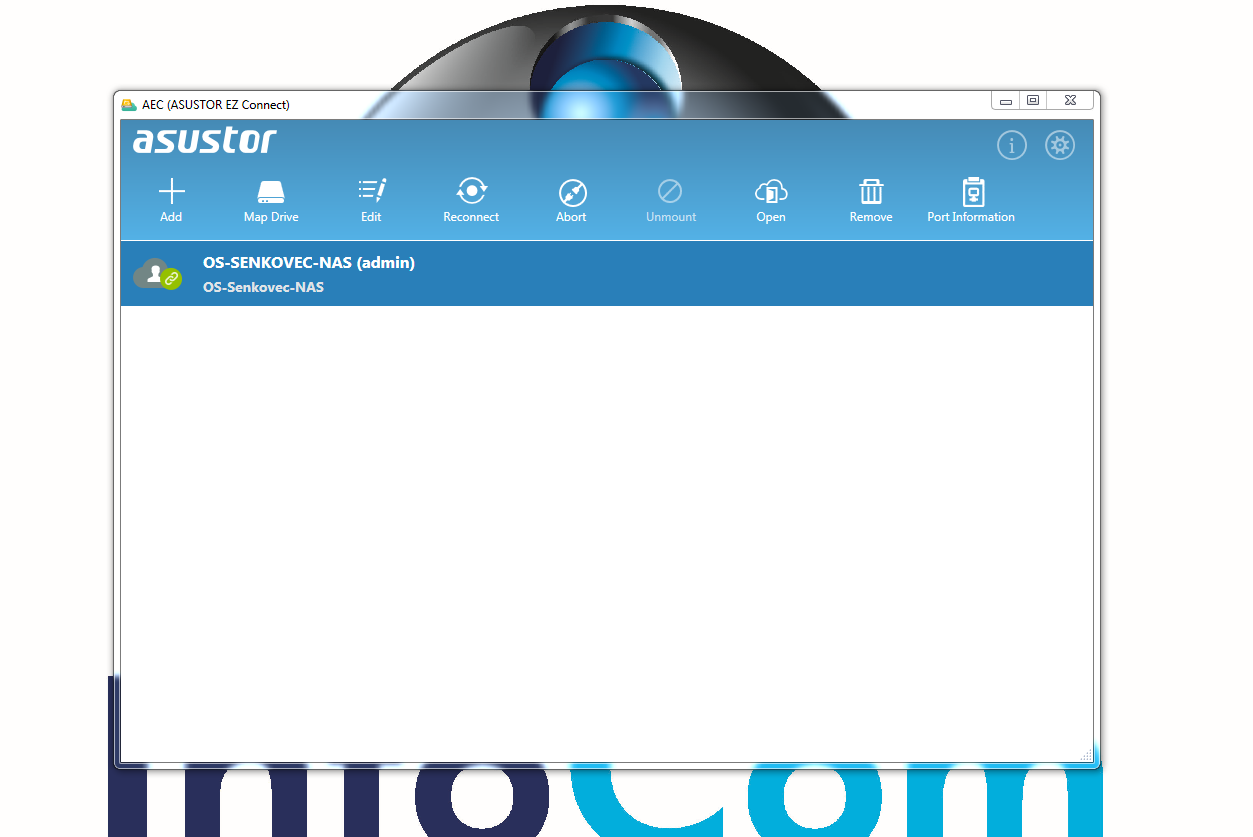 AEC (ASUSTOR EZ Connect)
asustor
Add Map Drive Edit Reconnect Abort Unmount Open Remove Port Information
OS-SENKOVEC-NAS (admin)
OS-Senkovec-NAS
InfoCom